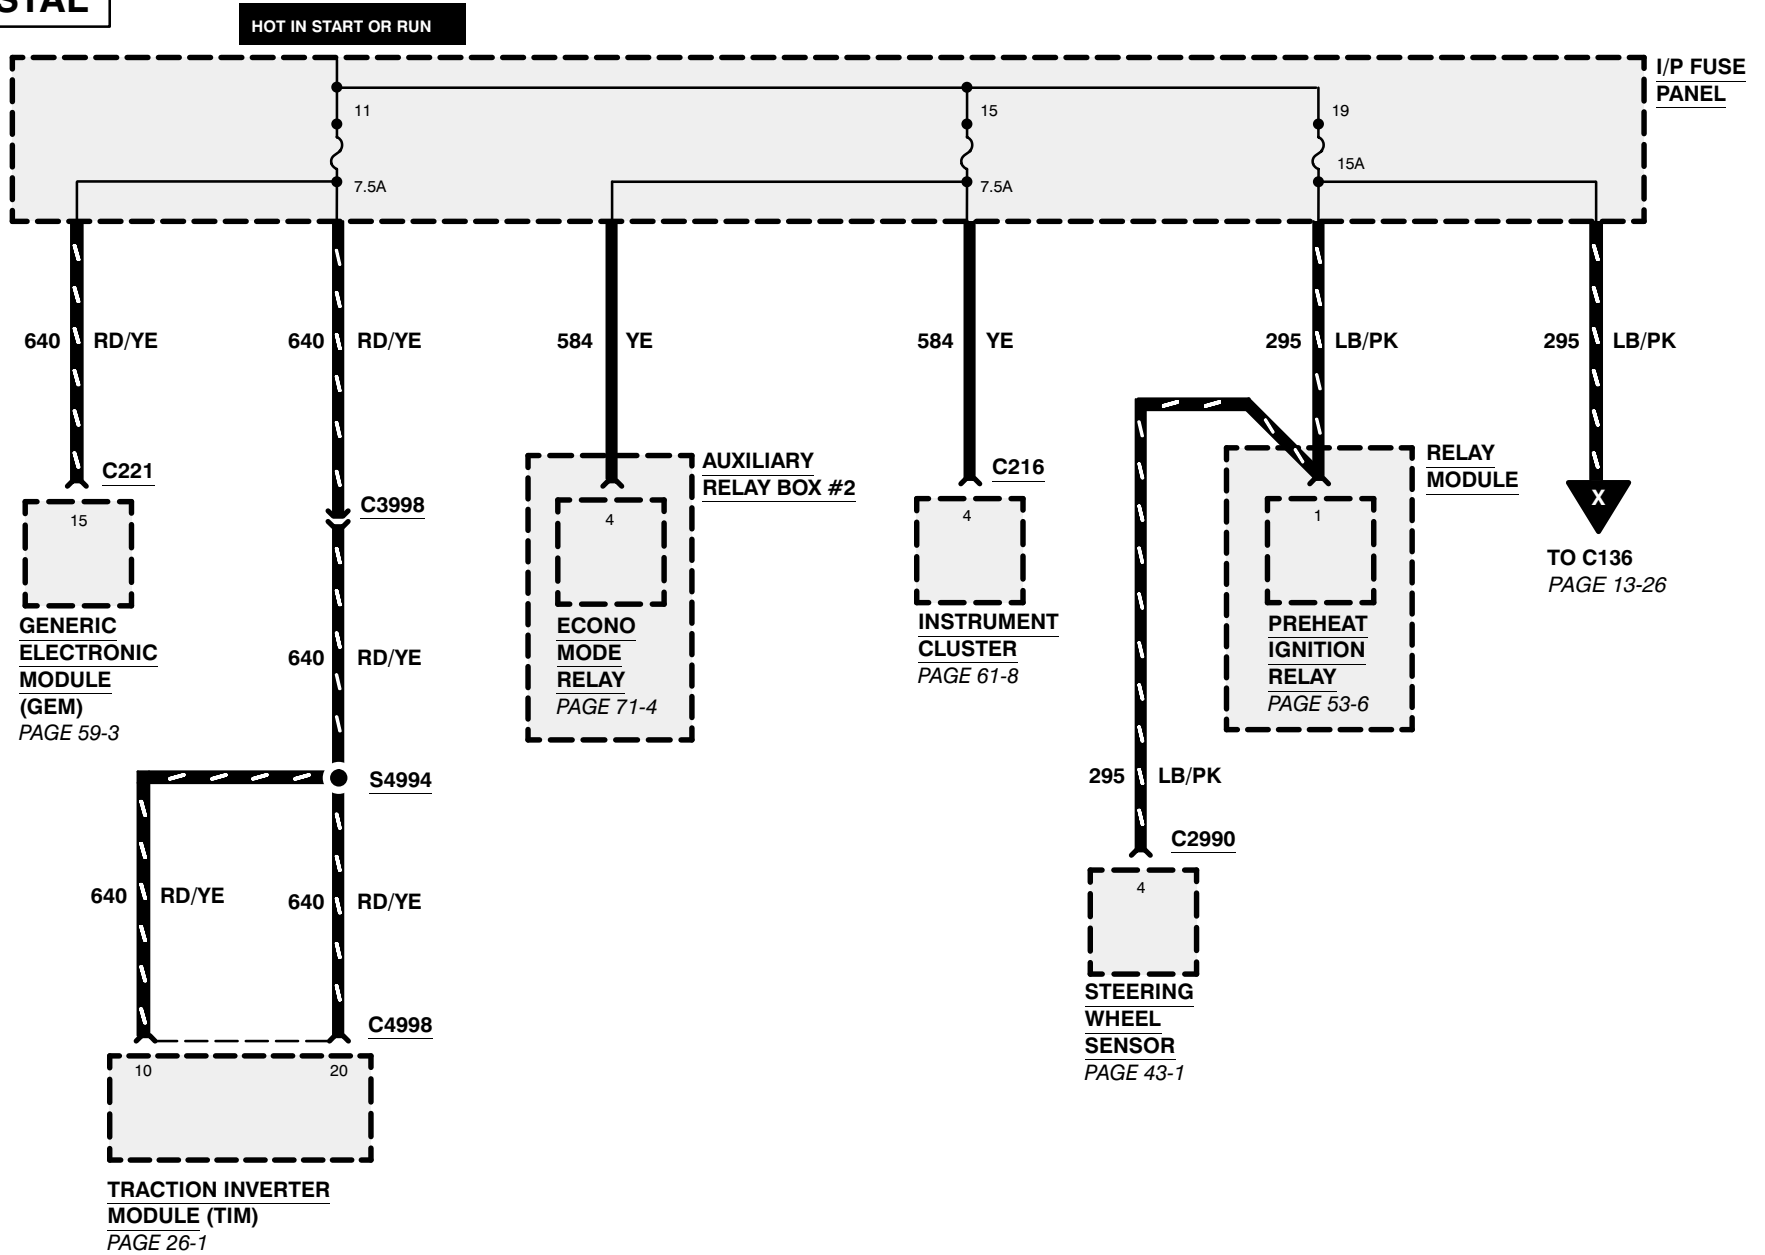 HOT IN START OR RUN
I/P FUSE
PANEL
11
15
19
7.5A
7.5A
15A
640 RD/YE
640 RD/YE
584 YE
584 YE
295 LB/PK
295 LB/PK
C221
C3998
AUXILIARY
RELAY BOX #2
C216
RELAY
MODULE
X
TO C136
PAGE 13-26
15
GENERIC
ELECTRONIC
MODULE
(GEM)
PAGE 59-3
640 RD/YE
4
ECONO
MODE
RELAY
PAGE 71-4
4
INSTRUMENT
CLUSTER
PAGE 61-8
1
PREHEAT
IGNITION
RELAY
PAGE 53-6
S4994
295 LB/PK
C2990
640 RD/YE
640 RD/YE
4
STEERING
WHEEL
SENSOR
PAGE 43-1
C4998
10
20
TRACTION INVERTER
MODULE (TIM)
PAGE 26-1